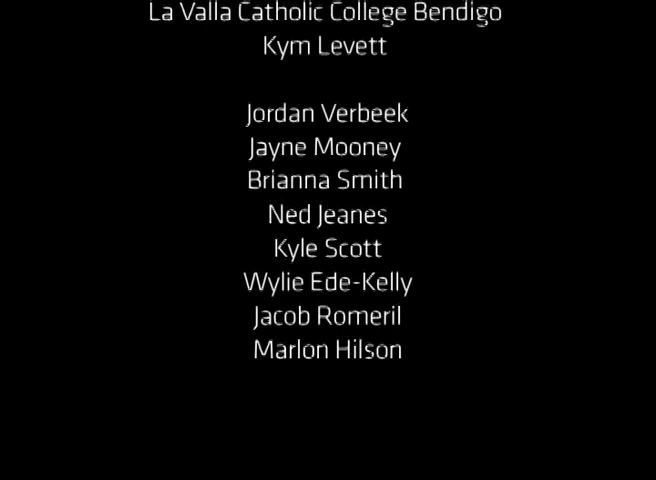 La Valla Catholic College Bendigo
Kym Levett
Jordan Verbeek
Jayne Mooney
Brianna Smith
Ned Jeanes
Kyle Scott
Wylie Ede-Kelly
Jacob Romeril
Marlon Hilson